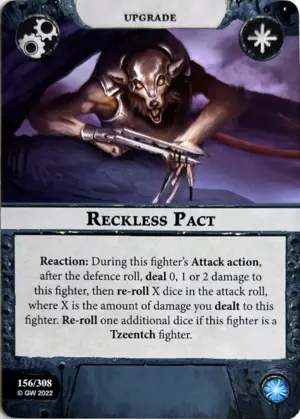 UPGRADE
RECKLESS PACT
Reaction: During this fighter's Attack action,
after the defence roll, deal 0, 1 or 2 damage to
this fighter, then re-roll X dice in the attack roll,
where X is the amount of damage you dealt to this
fighter. Re-roll one additional dice if this fighter is a
Tzeentch fighter.
156/308
© GW 2022